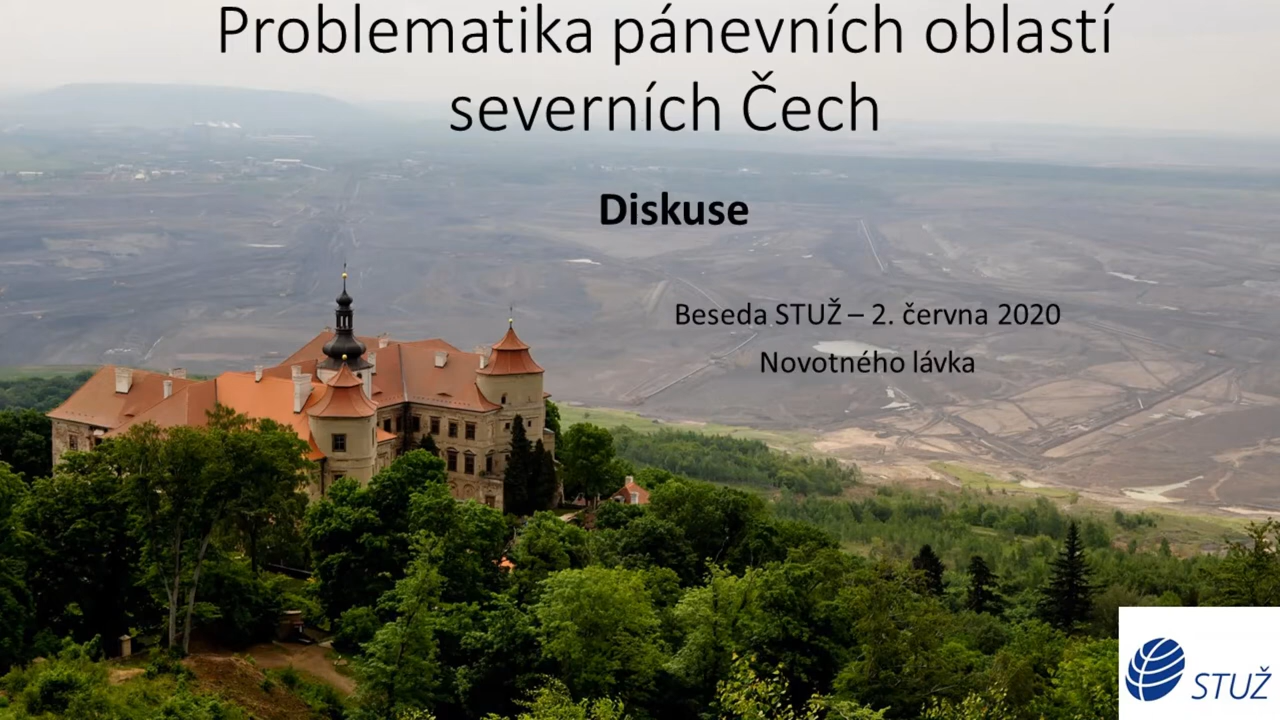 Problematika pánevních oblastí
severních Čech
Diskuse
Beseda STUŽ – 2. června 2020
Novotného lávka
STUŽ